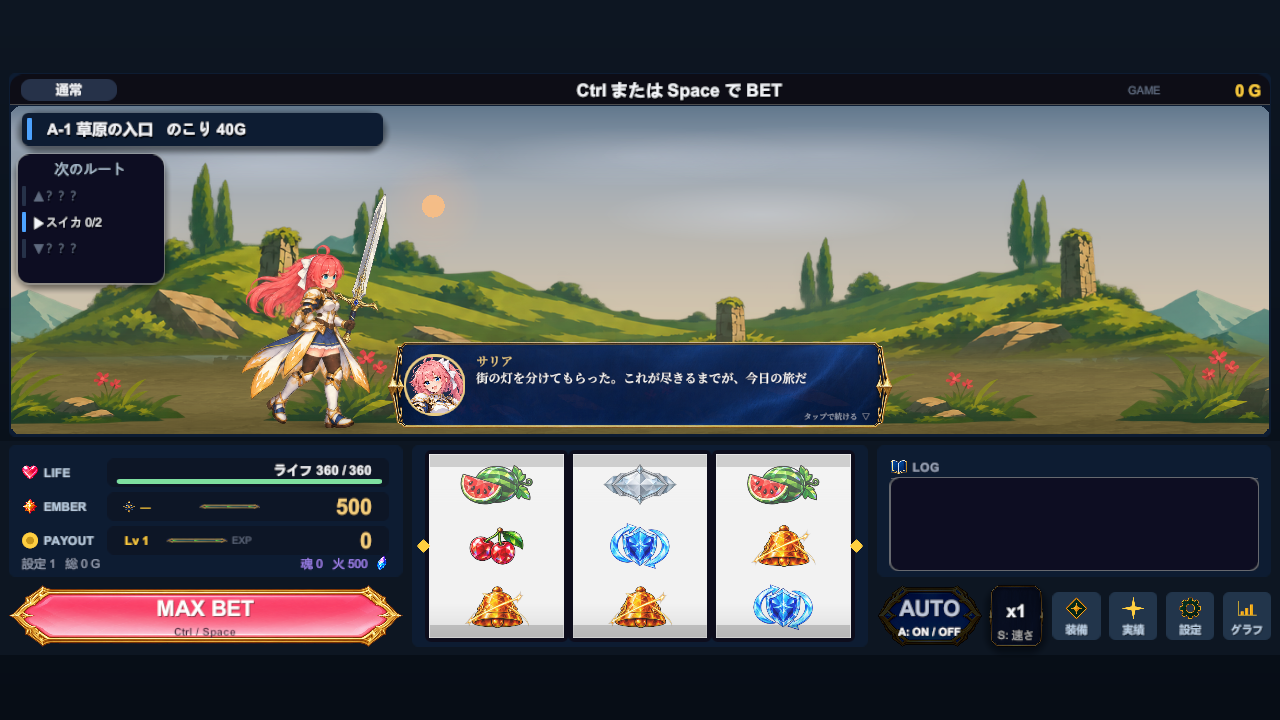 通常
Ctrl または Space で BET
GAME
0 G
A-1 草原の入口 のこり 40G
次のルート
▲? ? ?
▶スイカ 0/2
▼? ? ?
サリア
街の灯を分けてもらった。これが尽きるまでが、今日の旅だ
タップで続ける ▽
LIFE
ライフ 360 / 360
EMBER
—
500
PAYOUT
Lv 1
EXP
0
設定 1 総 0 G
魂 0 火 500
MAX BET
Ctrl / Space
LOG
AUTO
A: ON / OFF
x1
S: 速さ
装備
実績
設定
グラフ